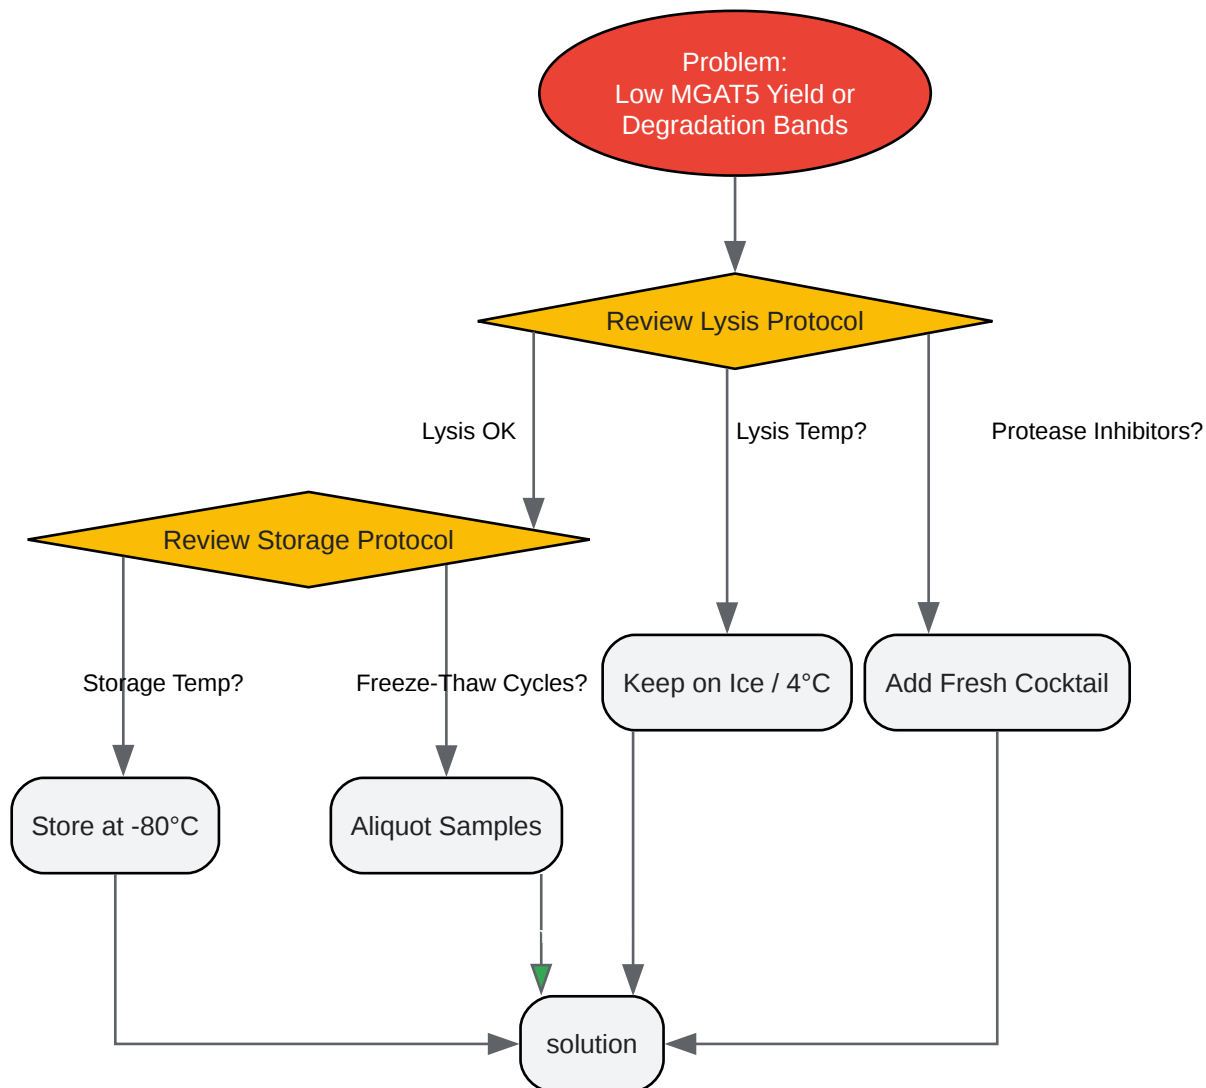 Problem:
Low MGAT5 Yield or
Degradation Bands
Review Lysis Protocol
Lysis OK
Lysis Temp?
Protease Inhibitors?
Review Storage Protocol
Storage Temp?
Freeze-Thaw Cycles?
Keep on Ice / 4°C
Add Fresh Cocktail
Store at -80°C
Aliquot Samples
solution